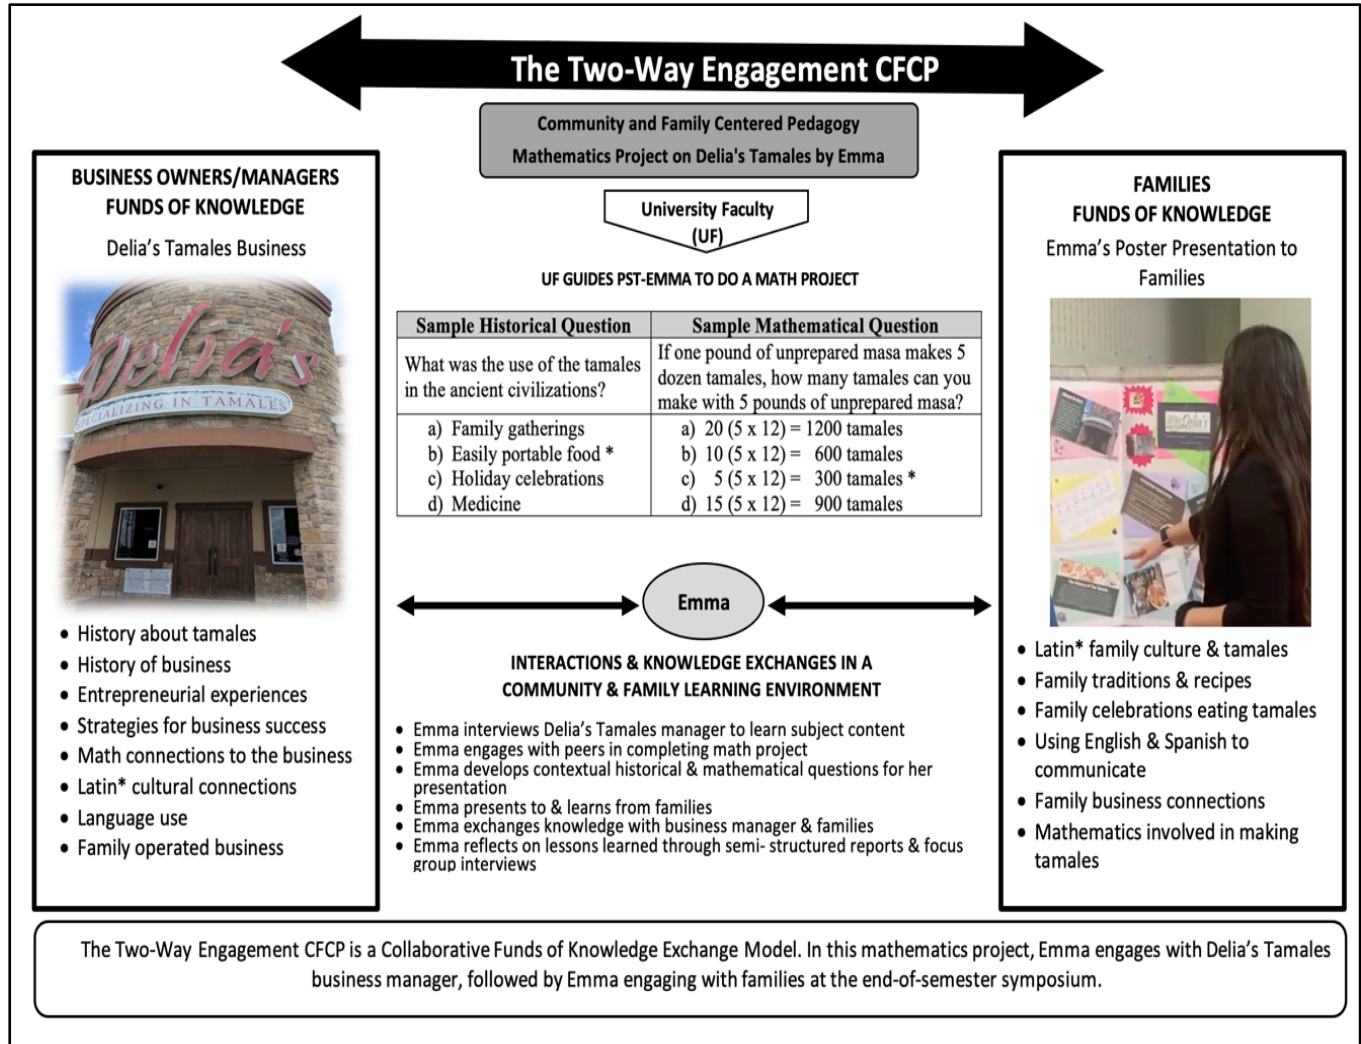 The Two-Way Engagement CFCP
Community and Family Centered Pedagogy
Mathematics Project on Delia's Tamales by Emma
BUSINESS OWNERS/MANAGERS
FUNDS OF KNOWLEDGE
Delia’s Tamales Business
Delia's
SPECIALIZING IN TAMALES
• History about tamales
• History of business
• Entrepreneurial experiences
• Strategies for business success
• Math connections to the business
• Latin* cultural connections
• Language use
• Family operated business
University Faculty
(UF)
UF GUIDES PST-EMMA TO DO A MATH PROJECT
Sample Historical Question
What was the use of the tamales
in the ancient civilizations?
a) Family gatherings
b) Easily portable food *
c) Holiday celebrations
d) Medicine
Sample Mathematical Question
If one pound of unprepared masa makes 5
dozen tamales, how many tamales can you
make with 5 pounds of unprepared masa?
a) 20 (5 x 12) = 1200 tamales
b) 10 (5 x 12) = 600 tamales
c) 5 (5 x 12) = 300 tamales *
d) 15 (5 x 12) = 900 tamales
Emma
INTERACTIONS & KNOWLEDGE EXCHANGES IN A
COMMUNITY & FAMILY LEARNING ENVIRONMENT
• Emma interviews Delia’s Tamales manager to learn subject content
• Emma engages with peers in completing math project
• Emma develops contextual historical & mathematical questions for her
presentation
• Emma presents to & learns from families
• Emma exchanges knowledge with business manager & families
• Emma reflects on lessons learned through semi- structured reports & focus
group interviews
FAMILIES
FUNDS OF KNOWLEDGE
Emma’s Poster Presentation to
Families
Delia's
• Latin* family culture & tamales
• Family traditions & recipes
• Family celebrations eating tamales
• Using English & Spanish to
communicate
• Family business connections
• Mathematics involved in making
tamales
The Two-Way Engagement CFCP is a Collaborative Funds of Knowledge Exchange Model. In this mathematics project, Emma engages with Delia’s Tamales
business manager, followed by Emma engaging with families at the end-of-semester symposium.